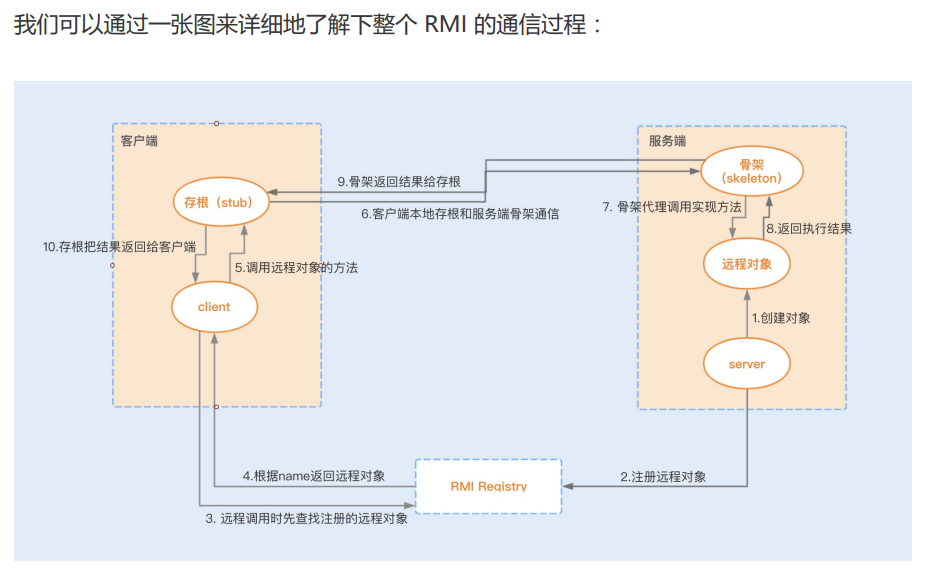 我们可以通过一张图来详细地了解下整个 RMI 的通信过程：
客户端
服务端
骨架
（skeleton）
9.骨架返回结果给存根
存根（stub）
6.客户端本地存根和服务端骨架通信
7. 骨架代理调用实现方法
8.返回执行结果
10.存根把结果返回给客户端
5.调用远程对象的方法
远程对象
client
1.创建对象
server
4.根据name返回远程对象
RMI Registry
2.注册远程对象
3. 远程调用时先查找注册的远程对象